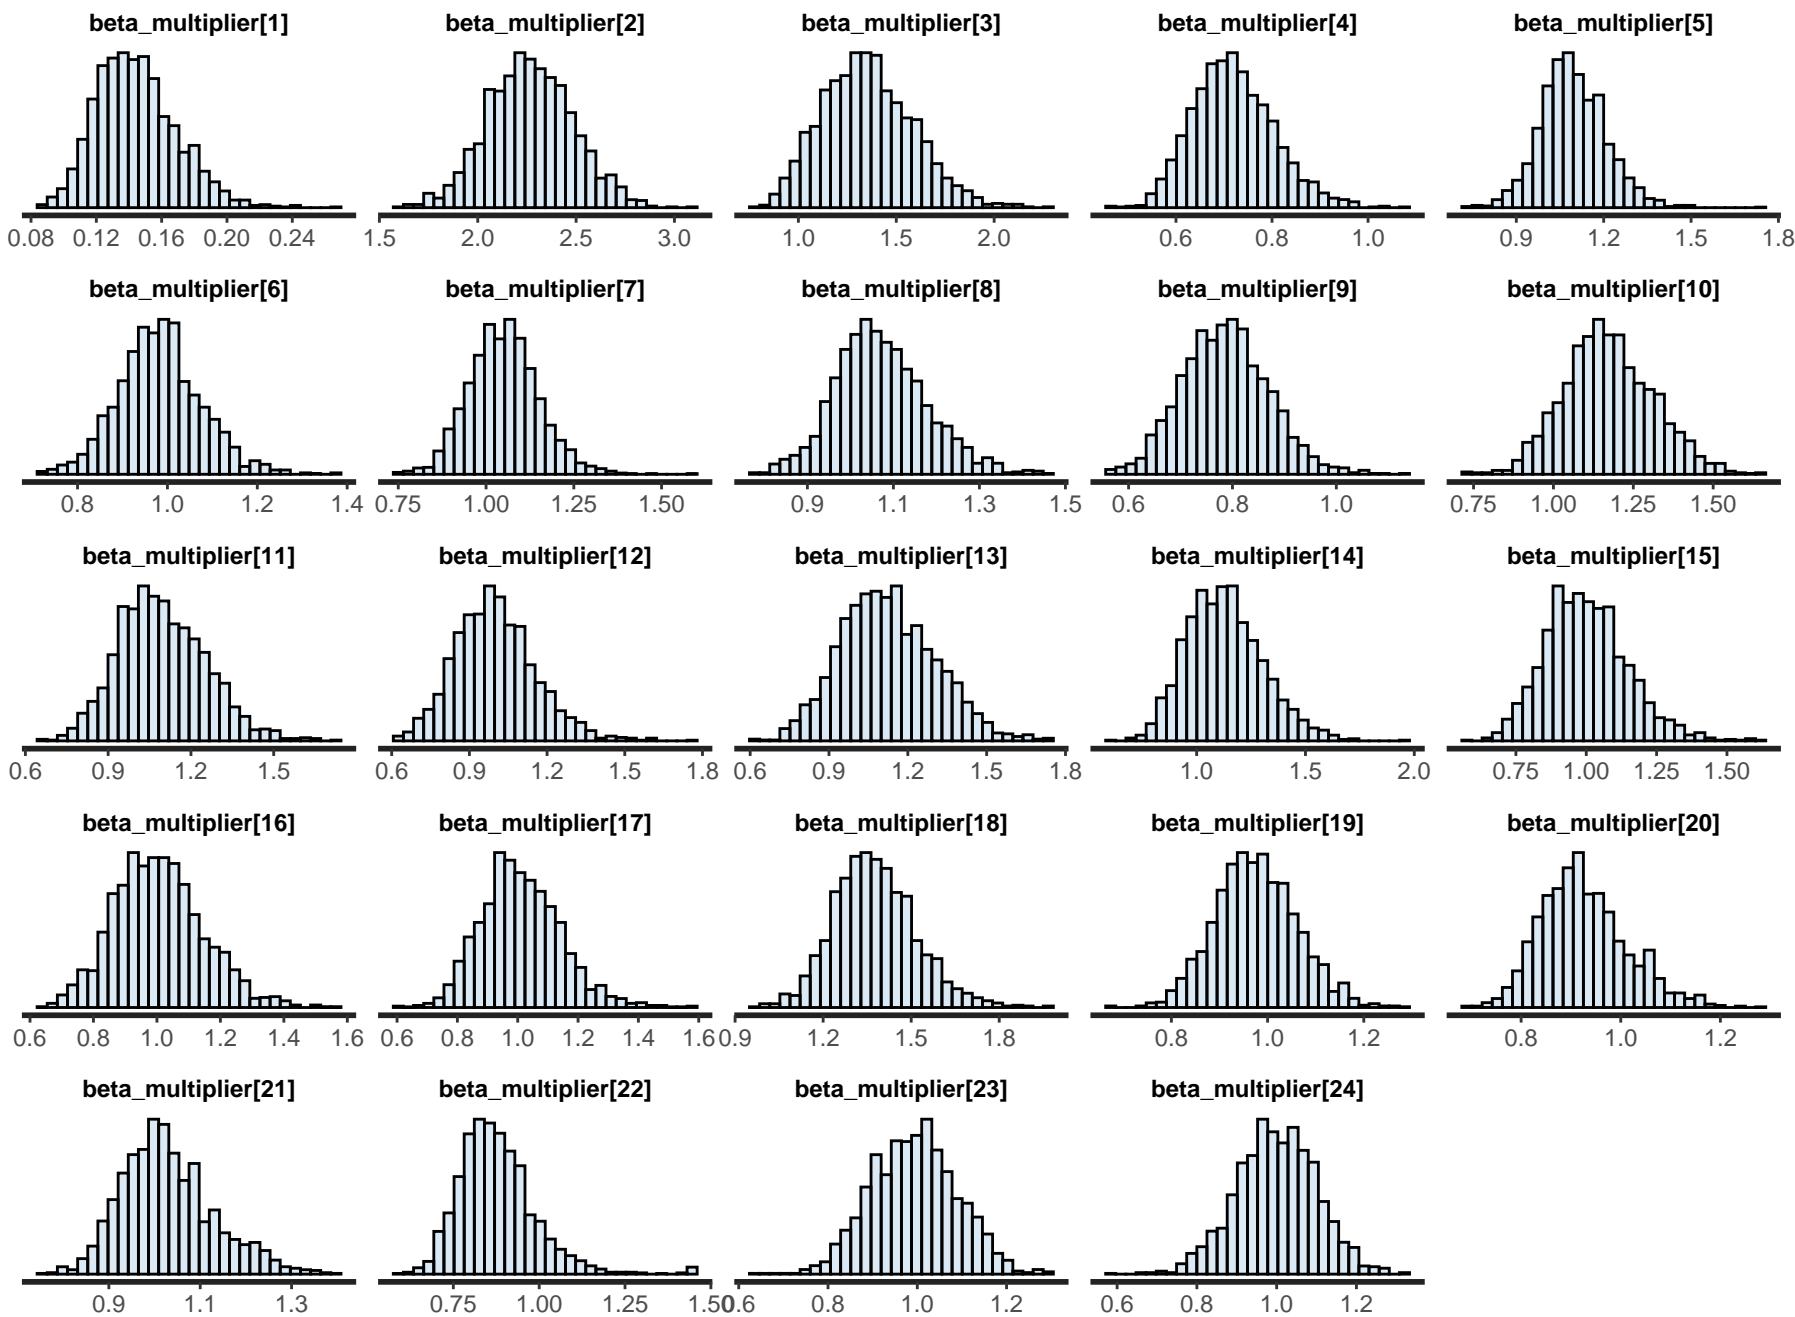 beta_multiplier[1] beta_multiplier[2] beta_multiplier[3] beta_multiplier[4] beta_multiplier[5]
0.08 0.12 0.16 0.20 0.24 1.5 2.0 2.5 3.0 1.0 1.5 2.0 0.6 0.8 1.0 0.9 1.2 1.5 1.8
beta_multiplier[6] beta_multiplier[7] beta_multiplier[8] beta_multiplier[9] beta_multiplier[10]
0.8 1.0 1.2 1.4 0.75 1.00 1.25 1.50 0.9 1.1 1.3 1.5 0.6 0.8 1.0 0.75 1.00 1.25 1.50
beta_multiplier[11] beta_multiplier[12] beta_multiplier[13] beta_multiplier[14] beta_multiplier[15]
0.6 0.9 1.2 1.5 0.6 0.9 1.2 1.5 1.8 0.6 0.9 1.2 1.5 1.8 1.0 1.5 2.0 0.75 1.00 1.25 1.50
beta_multiplier[16] beta_multiplier[17] beta_multiplier[18] beta_multiplier[19] beta_multiplier[20]
0.6 0.8 1.0 1.2 1.4 1.6 0.6 0.8 1.0 1.2 1.4 1.6 0.9 1.2 1.5 1.8 0.8 1.0 1.2 0.8 1.0 1.2
beta_multiplier[21] beta_multiplier[22] beta_multiplier[23] beta_multiplier[24]
0.9 1.1 1.3 0.75 1.00 1.25 1.50 0.6 0.8 1.0 1.2 0.6 0.8 1.0 1.2